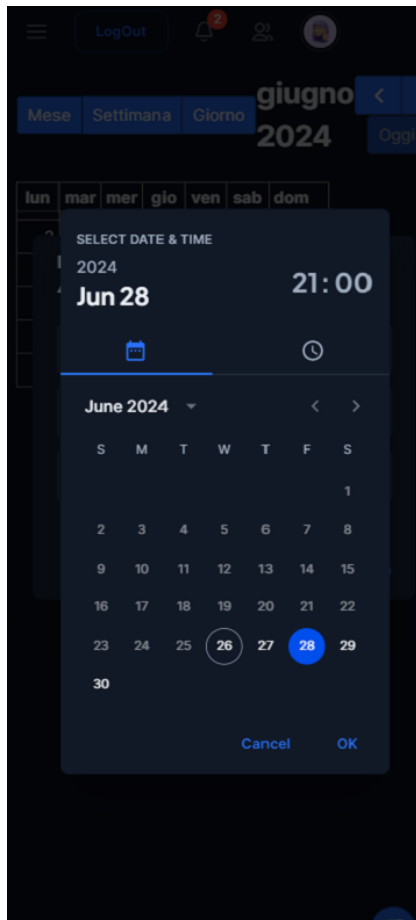 LogOut 2
Mese Settimana Giorno giugno 2024
Oggi
lun mar mer gio ven sab dom
SELECT DATE & TIME
2024
Jun 28 21:00
June 2024
S M T W T F S
1
2 3 4 5 6 7 8
9 10 11 12 13 14 15
16 17 18 19 20 21 22
23 24 25 26 27 28 29
30
Cancel OK